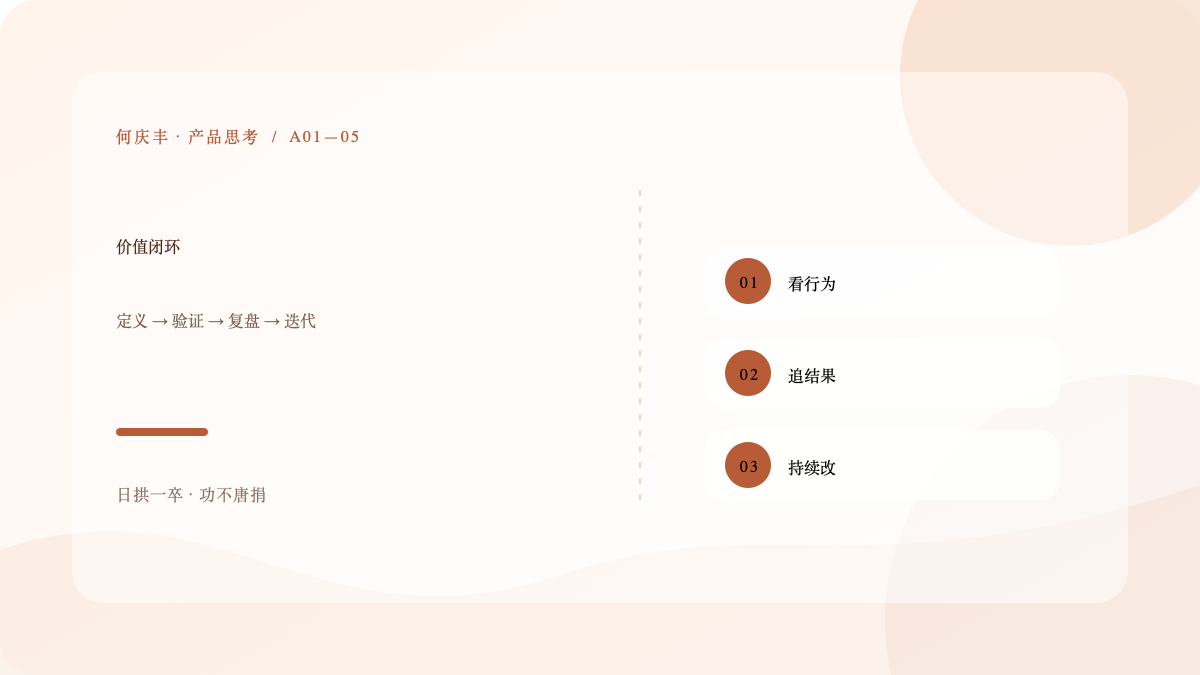 何庆丰 · 产品思考 / A01—05
价值闭环
定义 → 验证 → 复盘 → 迭代
日拱一卒 · 功不唐捐
01 看行为
02 追结果
03 持续改